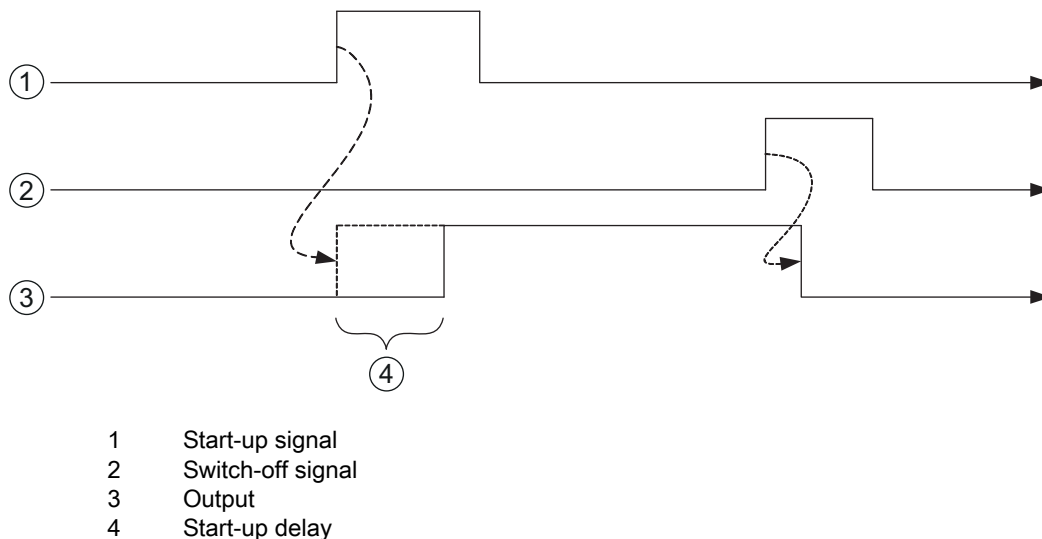 1
2
3
4
1 Start-up signal
2 Switch-off signal
3 Output
4 Start-up delay